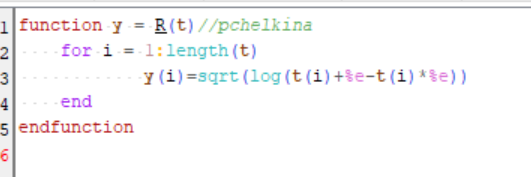 1 function y = R(t)//pchelkina
2 for i = 1:length(t)
3 y(i)=sqrt(log(t(i)+%e-t(i)*%e))
4 end
5 endfunction
6